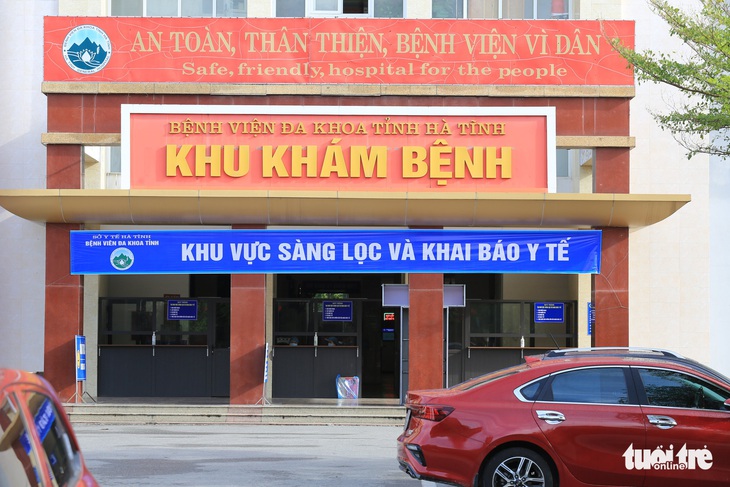 AN TOÀN, THÂN THIỆN, BỆNH VIỆN VÌ DÂN
Safe, friendly, hospital for the people
BỆNH VIỆN ĐA KHOA TỈNH HÀ TĨNH
KHU KHÁM BỆNH
SỞ Y TẾ HÀ TĨNH
BỆNH VIỆN ĐA KHOA TỈNH
KHU VỰC SÀNG LỌC VÀ KHAI BÁO Y TẾ
tuổi trẻ
online